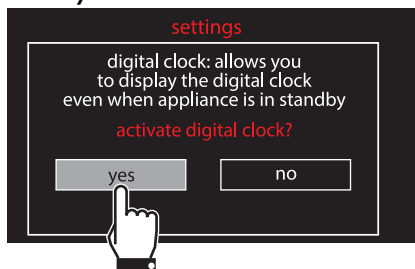 settings
digital clock: allows you
to display the digital clock
even when appliance is in standby
activate digital clock?
yes
no